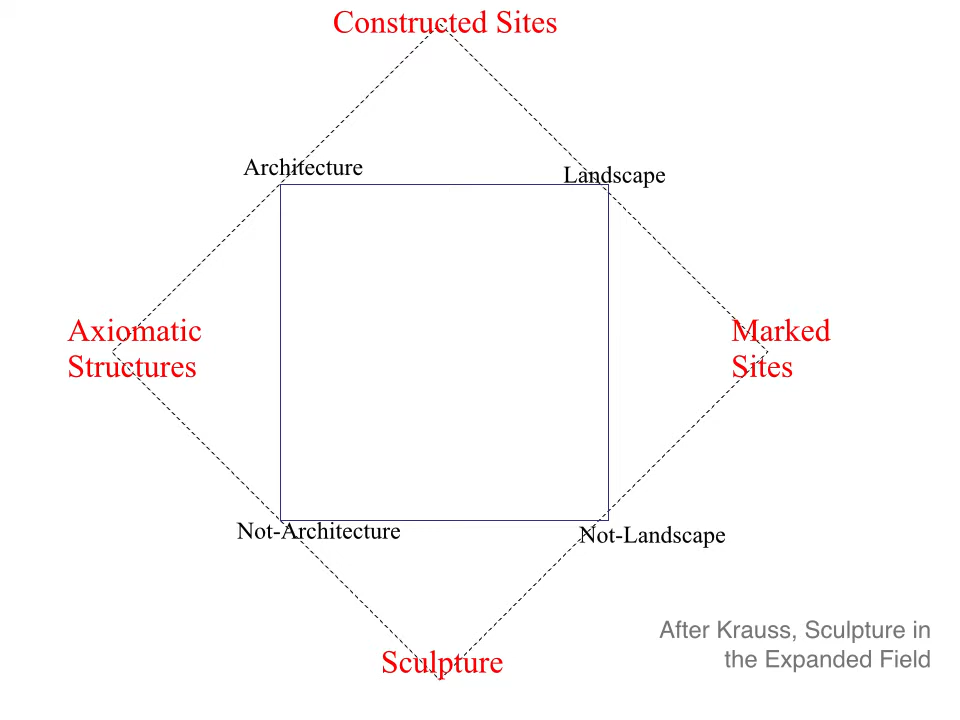 Constructed Sites
Architecture
Landscape
Axiomatic
Structures
Marked
Sites
Not-Architecture
Not-Landscape
Sculpture
After Krauss, Sculpture in
the Expanded Field